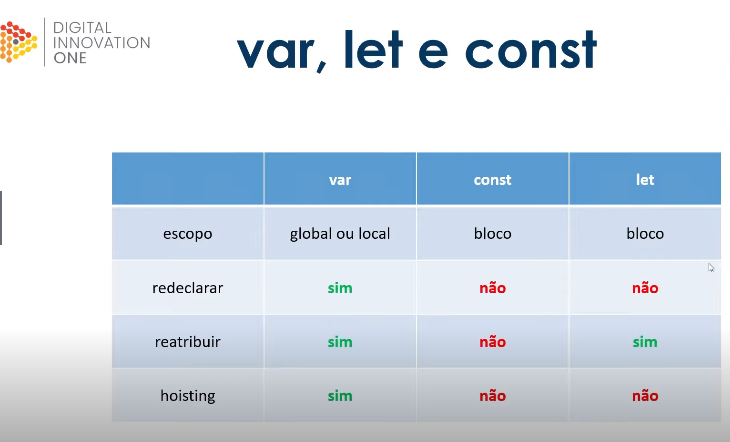 DIGITAL
INNOVATION
ONE
var, let e const
var const let
escopo global ou local bloco bloco
redeclarar sim não não
reatribuir sim não sim
hoisting sim não não